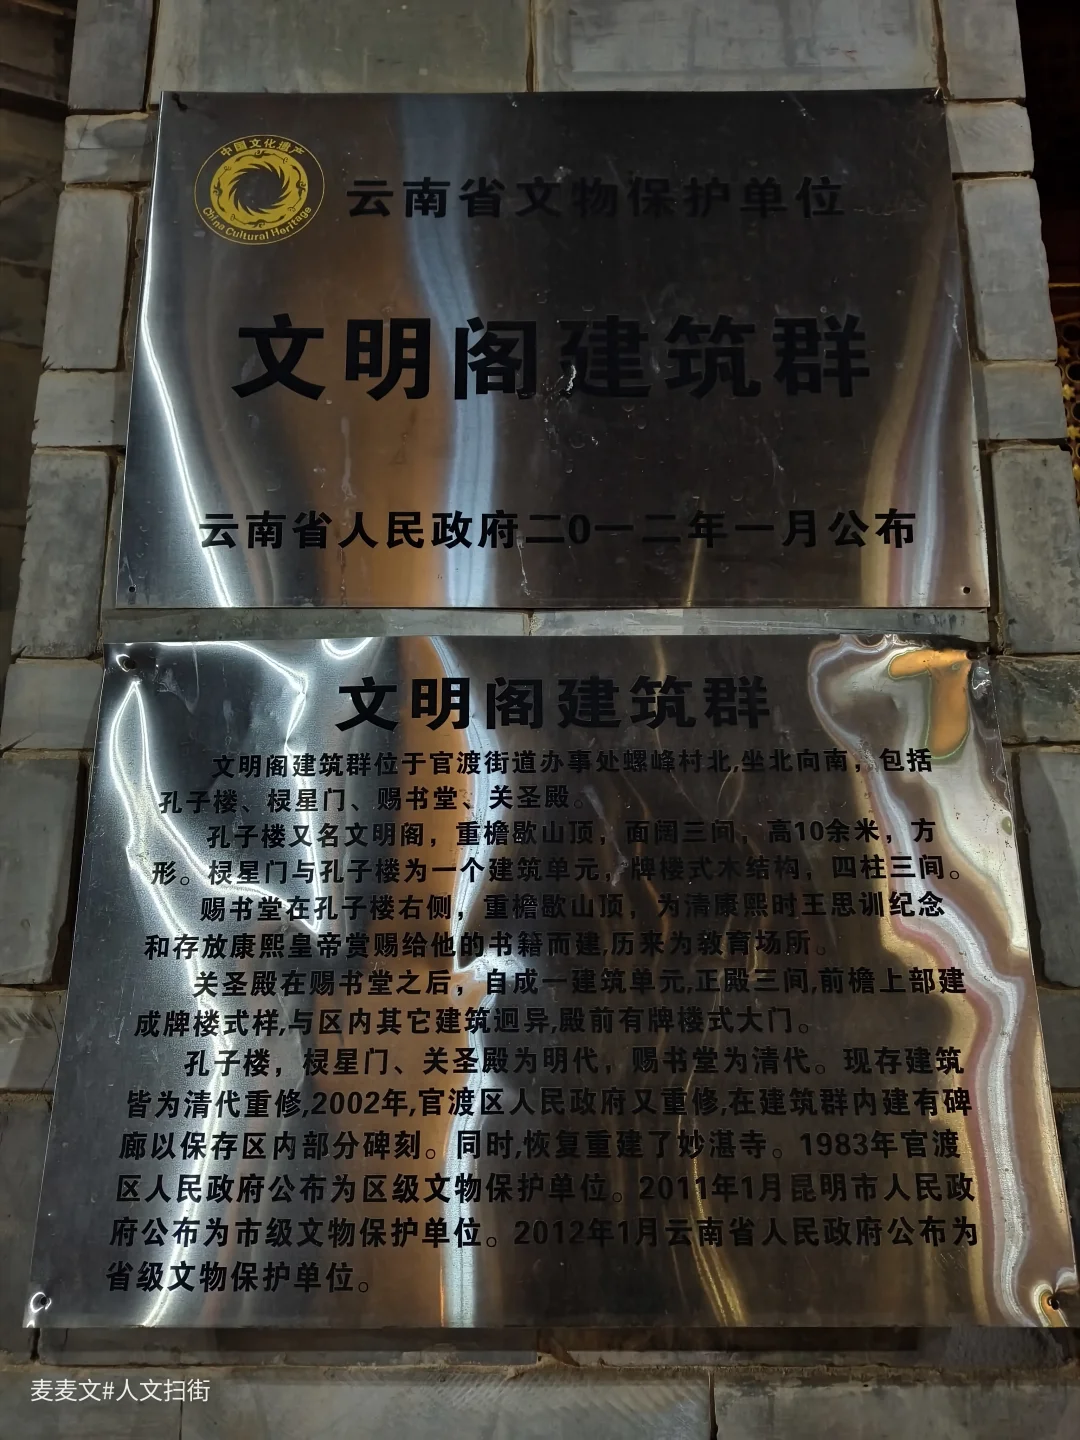 中国文化遗产
China Cultural Heritage
云南省文物保护单位
文明阁建筑群
云南省人民政府二0一二年一月公布
文明阁建筑群
文明阁建筑群位于官渡街道办事处螺峰村北,坐北向南，包括
孔子楼、棂星门、赐书堂、关圣殿。
孔子楼又名文明阁，重檐歇山顶，面阔三间，高10余米，方
形。棂星门与孔子楼为一个建筑单元，牌楼式木结构，四柱三间。
赐书堂在孔子楼右侧，重檐歇山顶，为清康熙时王思训纪念
和存放康熙皇帝赏赐给他的书籍而建,历来为教育场所。
关圣殿在赐书堂之后，自成一建筑单元,正殿三间,前檐上部建
成牌楼式样,与区内其它建筑迥异,殿前有牌楼式大门。
孔子楼，棂星门、关圣殿为明代，赐书堂为清代。现存建筑
皆为清代重修,2002年,官渡区人民政府又重修,在建筑群内建有碑
廊以保存区内部分碑刻。同时,恢复重建了妙湛寺。1983年官渡
区人民政府公布为区级文物保护单位。2011年1月昆明市人民政
府公布为市级文物保护单位。2012年1月云南省人民政府公布为
省级文物保护单位。
麦麦文#人文扫街